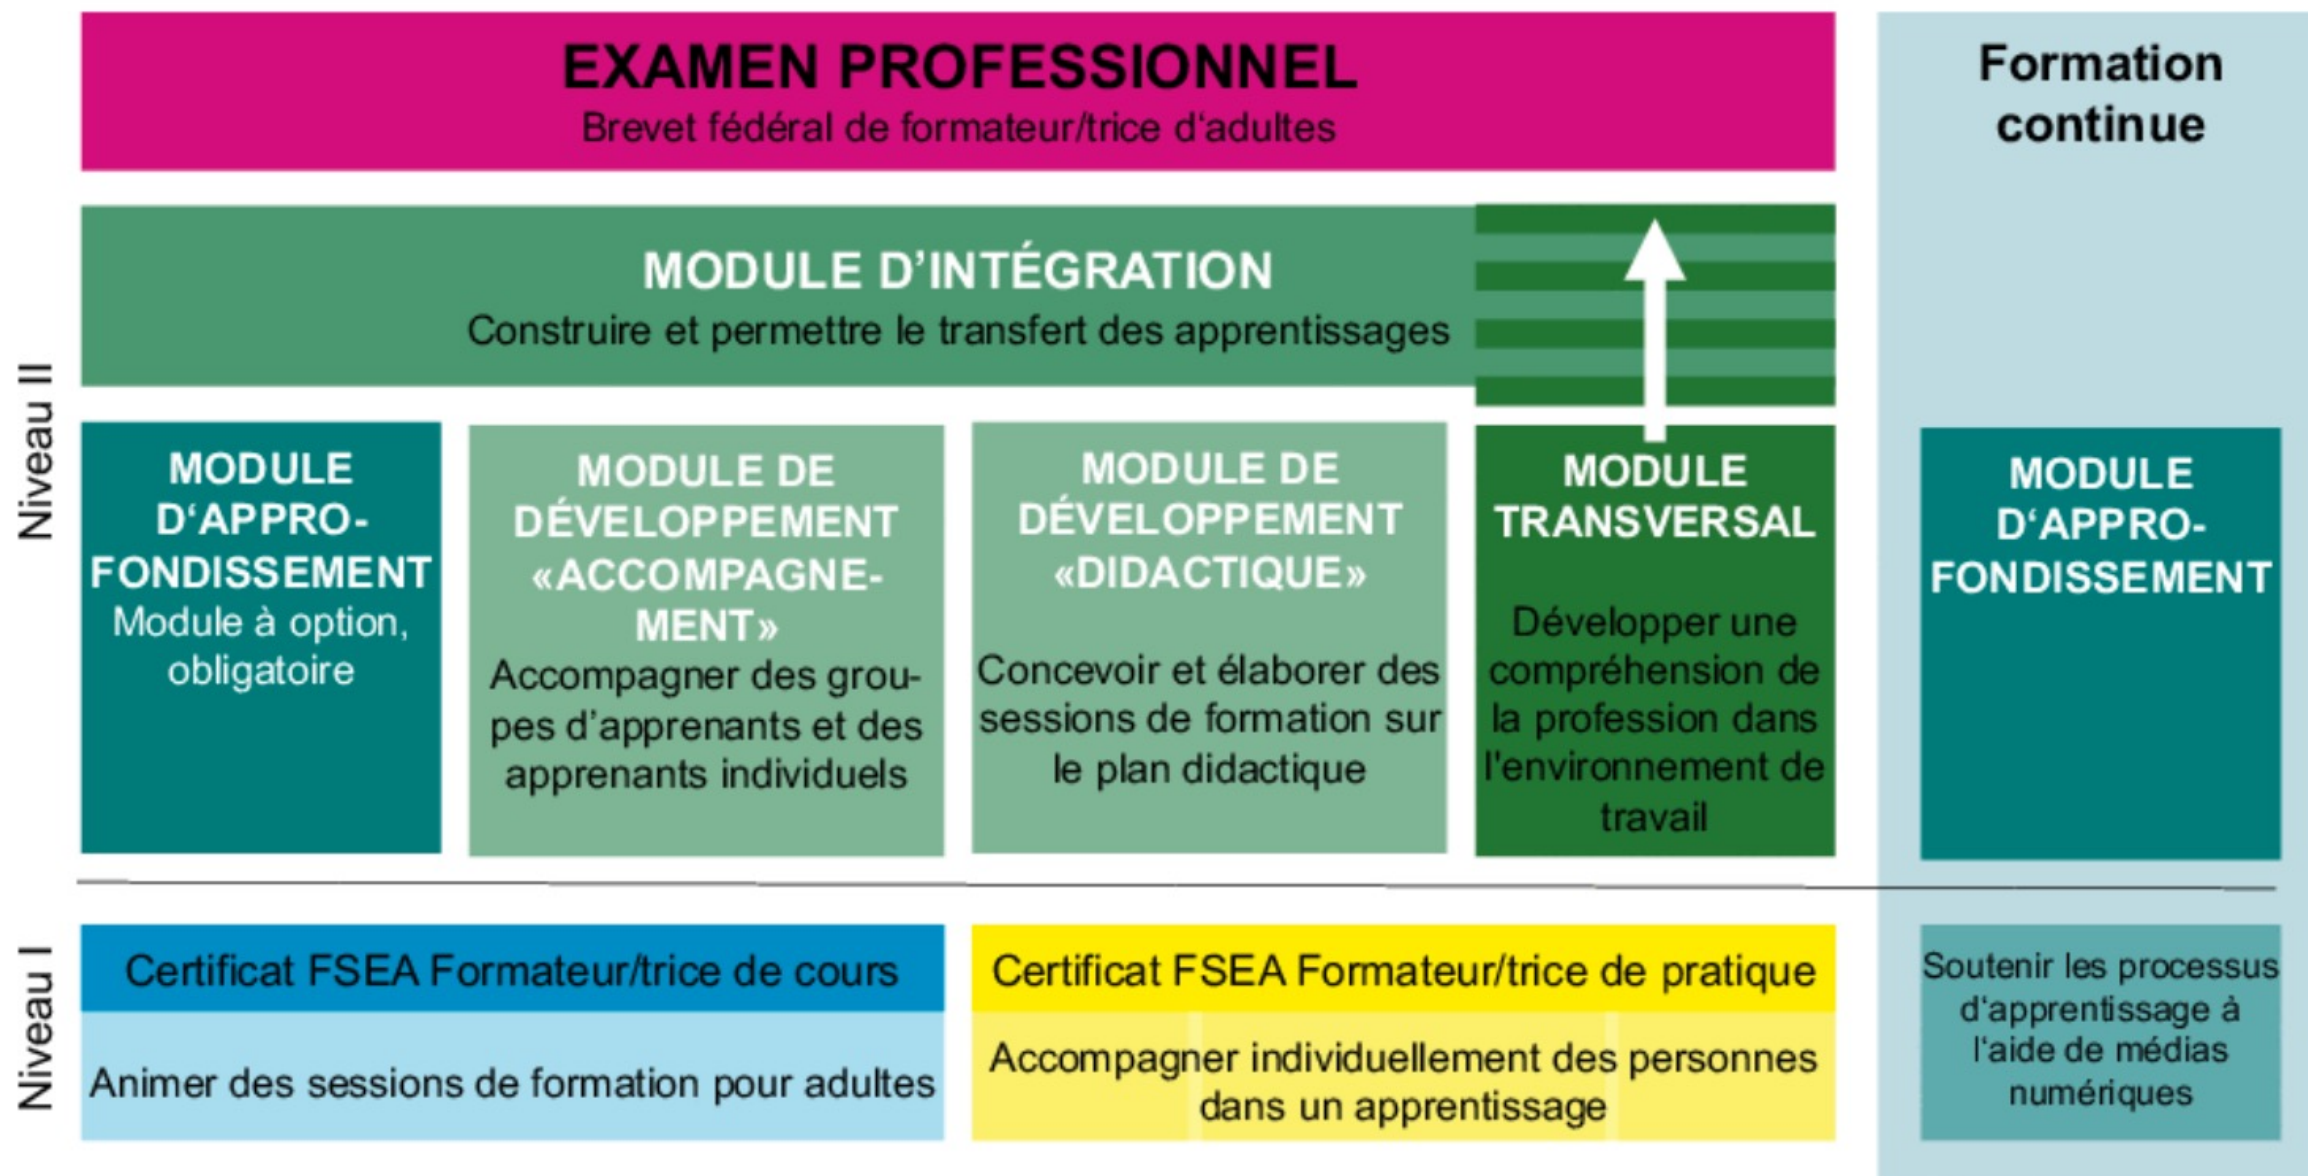 EXAMEN PROFESSIONNEL
Brevet fédéral de formateur/trice d‘adultes
Formation
continue
Niveau II
MODULE D’INTÉGRATION
Construire et permettre le transfert des apprentissages
MODULE
D‘APPRO-
FONDISSEMENT
Module à option,
obligatoire
MODULE DE
DÉVELOPPEMENT
«ACCOMPAGNE-
MENT»
Accompagner des grou-
pes d’apprenants et des
apprenants individuels
MODULE DE
DÉVELOPPEMENT
«DIDACTIQUE»
Concevoir et élaborer des
sessions de formation sur
le plan didactique
MODULE
TRANSVERSAL
Développer une
compréhension de
la profession dans
l'environnement de
travail
MODULE
D‘APPRO-
FONDISSEMENT
Niveau I
Certificat FSEA Formateur/trice de cours
Animer des sessions de formation pour adultes
Certificat FSEA Formateur/trice de pratique
Accompagner individuellement des personnes
dans un apprentissage
Soutenir les processus
d‘apprentissage à
l‘aide de médias
numériques